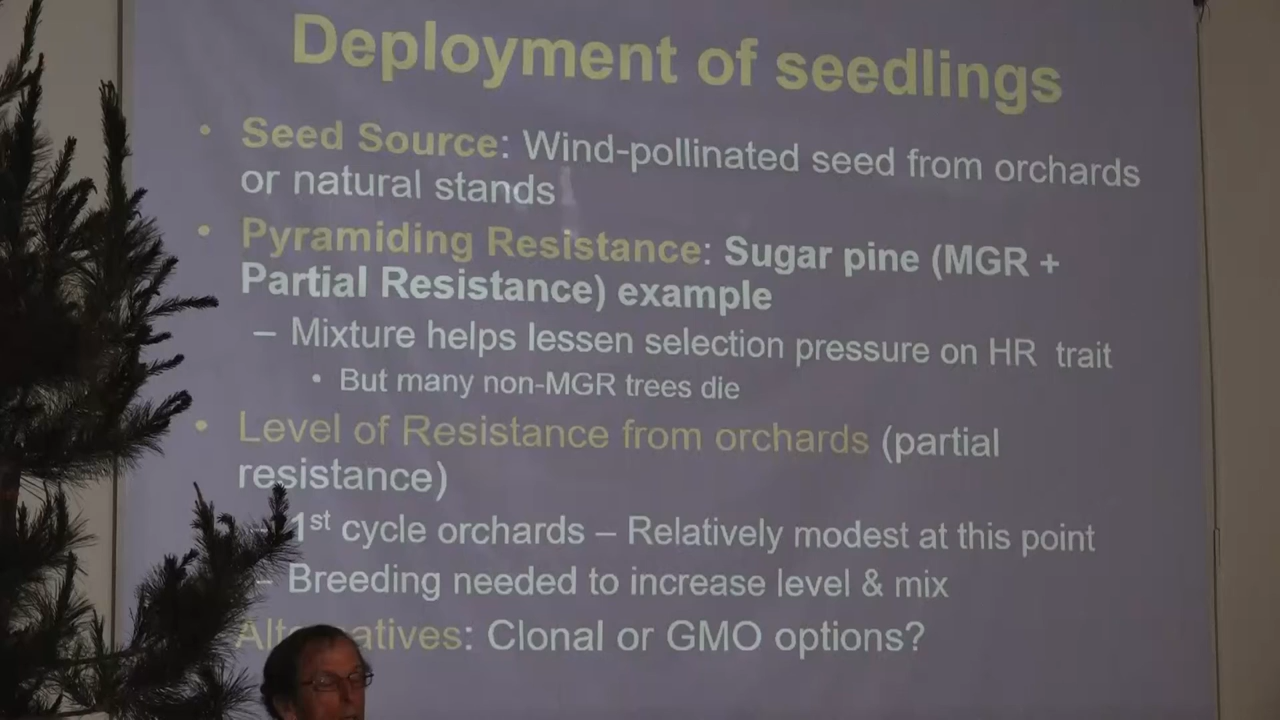 Deployment of seedlings
• Seed Source: Wind-pollinated seed from orchards
or natural stands
• Pyramiding Resistance: Sugar pine (MGR +
Partial Resistance) example
– Mixture helps lessen selection pressure on HR trait
• But many non-MGR trees die
• Level of Resistance from orchards (partial
resistance)
– 1st cycle orchards – Relatively modest at this point
– Breeding needed to increase level & mix
Clonal or GMO options?